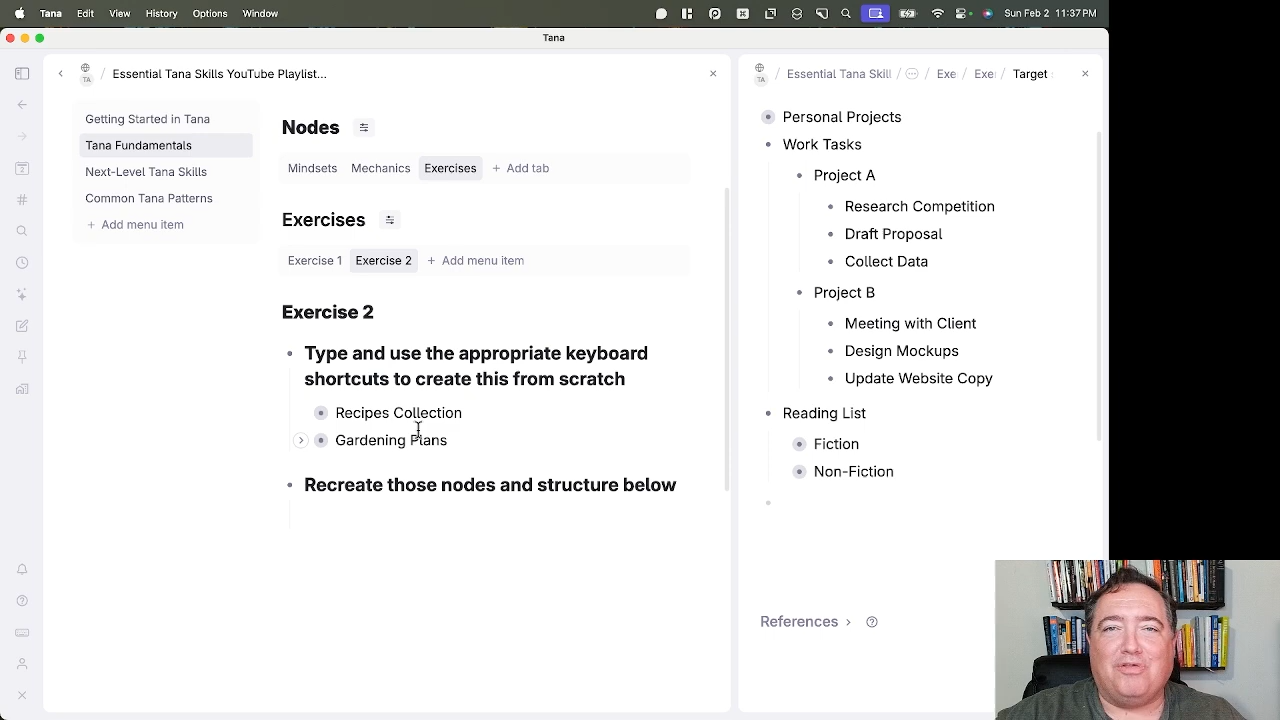 Tana Edit View History Options Window Sun Feb 2 11:37PM
Tana
TA / Essential Tana Skills YouTube Playlist...
TA / Essential Tana Skill / / Exe / Exe / Target
Getting Started in Tana
Tana Fundamentals
Next-Level Tana Skills
Common Tana Patterns
+ Add menu item
Nodes
Mindsets Mechanics Exercises + Add tab
Exercises
Exercise 1 Exercise 2 + Add menu item
Exercise 2
Type and use the appropriate keyboard
shortcuts to create this from scratch
Recipes Collection
Gardening Plans
Recreate those nodes and structure below
Personal Projects
Work Tasks
Project A
Research Competition
Draft Proposal
Collect Data
Project B
Meeting with Client
Design Mockups
Update Website Copy
Reading List
Fiction
Non-Fiction
References >